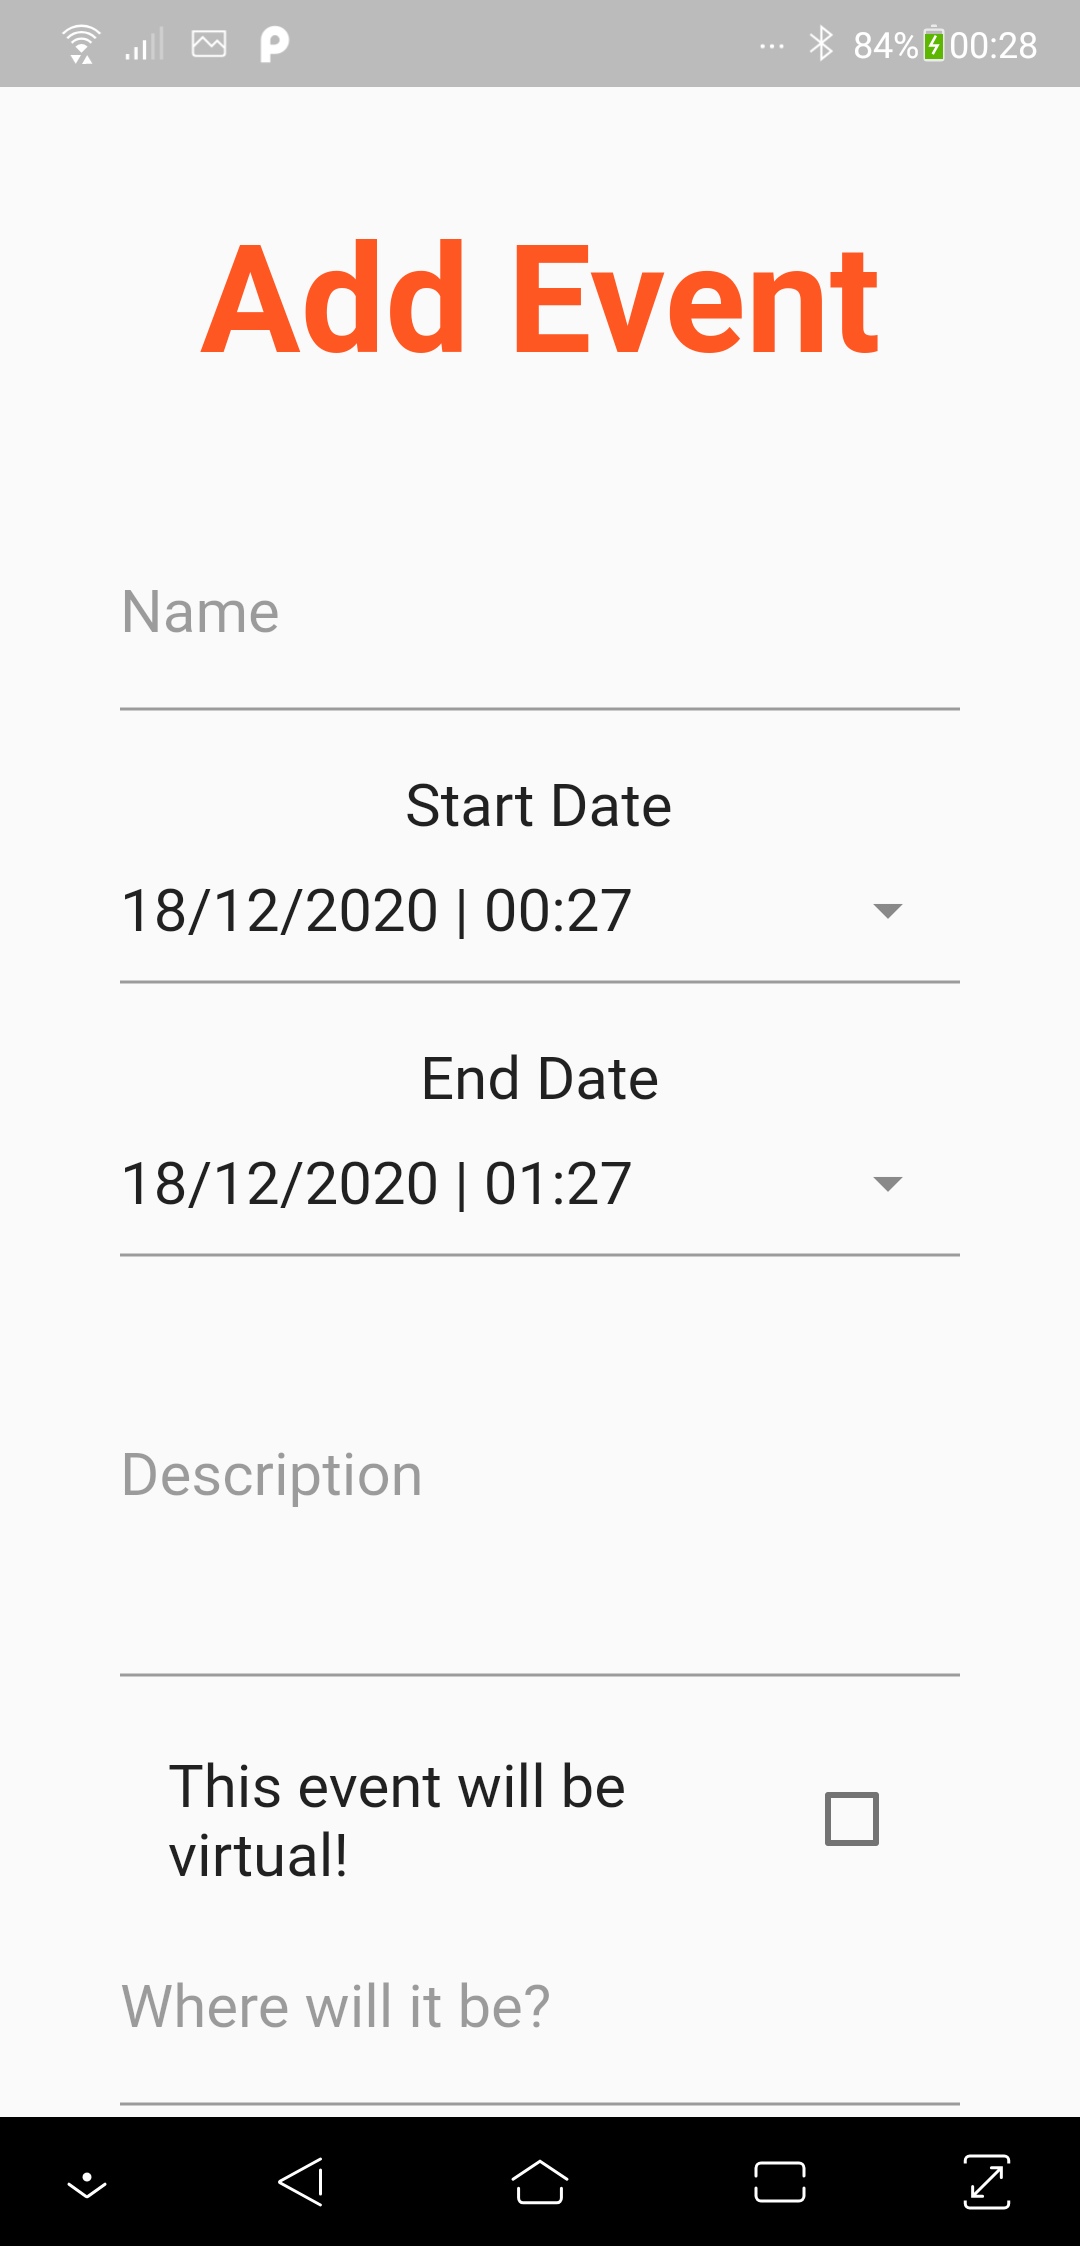 84% 00:28
Add Event
Name
Start Date
18/12/2020 | 00:27
End Date
18/12/2020 | 01:27
Description
This event will be
virtual!
Where will it be?